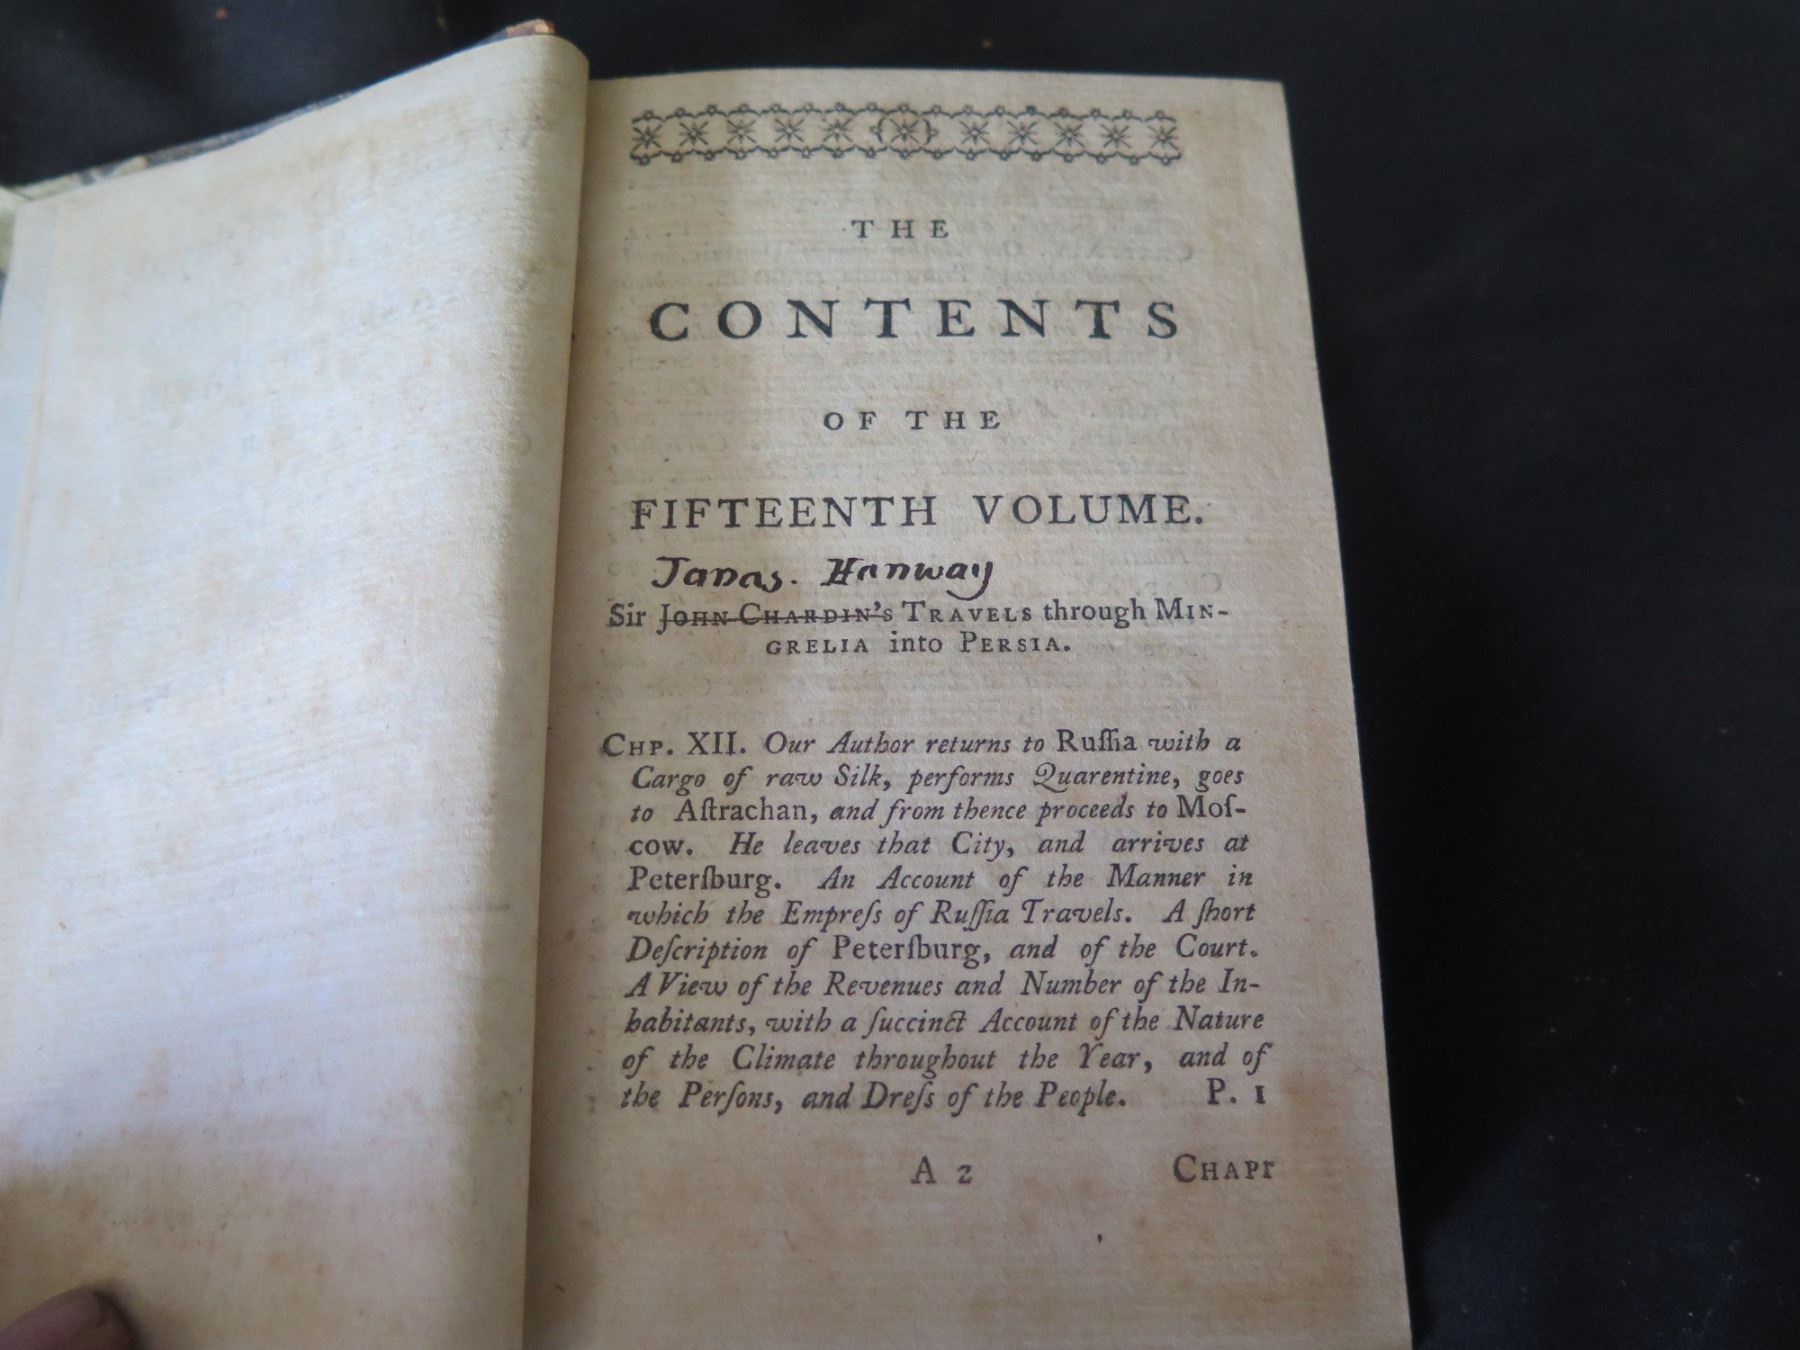 THE
CONTENTS
OF THE
FIFTEENTH VOLUME.
Janas. Hanway
Sir JOHN CHARDIN'S TRAVELS through MIN-
GRELIA into PERSIA.
CHP. XII. Our Author returns to Ruſſia with a
Cargo of raw Silk, performs Quarentine, goes
to Aſtrachan, and from thence proceeds to Moſ-
cow. He leaves that City, and arrives at
Peterſburg. An Account of the Manner in
which the Empreſs of Ruſſia Travels. A ſhort
Deſcription of Peterſburg, and of the Court.
A View of the Revenues and Number of the In-
habitants, with a ſuccinct Account of the Nature
of the Climate throughout the Year, and of
the Perſons, and Dreſs of the People. P. 1
A 2 CHAPr